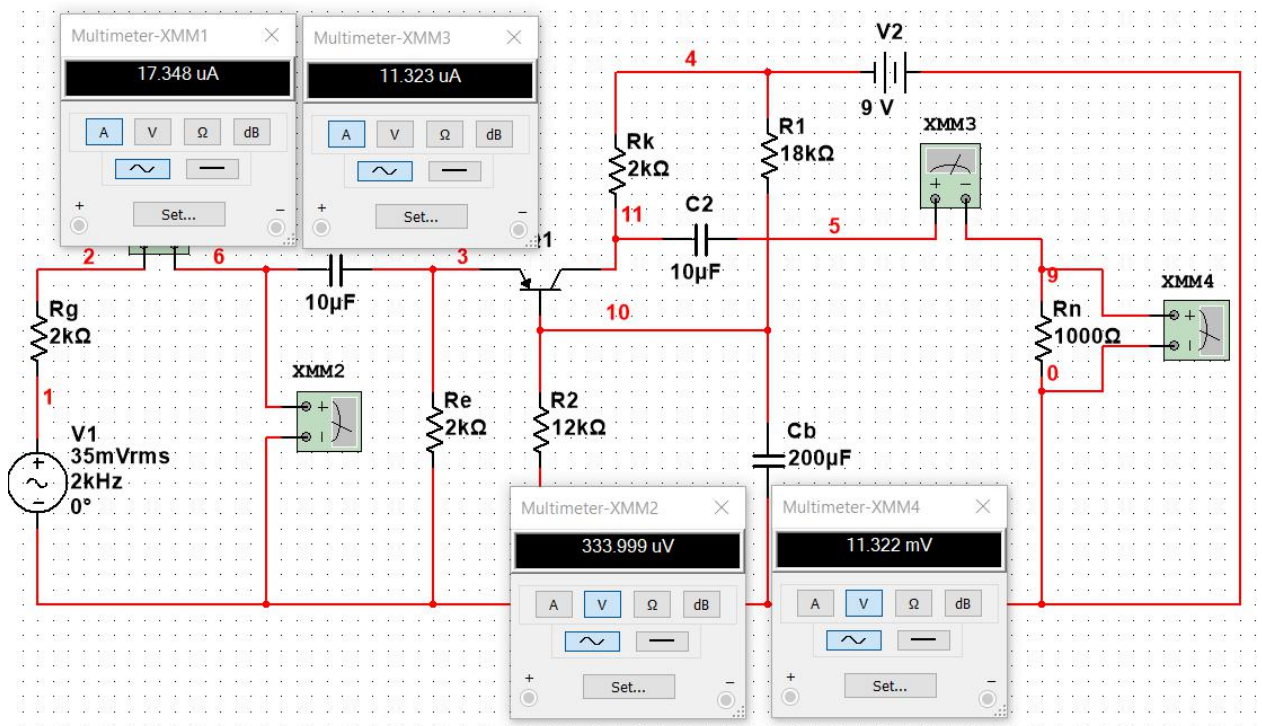 Multimeter-XMM1
17.348 uA
A V Ω dB
+ Set... −
Multimeter-XMM3
11.323 uA
A V Ω dB
+ Set... −
4
V2
9 V
Rk
2kΩ
R1
18kΩ
XMM3
+ −
11
C2
10µF
5
2
6
10µF
3
1
10
9
XMM4
+
Rg
2kΩ
1
XMM2
+
Re
2kΩ
R2
12kΩ
Rn
1000Ω
0
V1
35mVrms
2kHz
0°
+
−
Cb
200µF
Multimeter-XMM2
333.999 uV
A V Ω dB
+ Set... −
Multimeter-XMM4
11.322 mV
A V Ω dB
+ Set... −